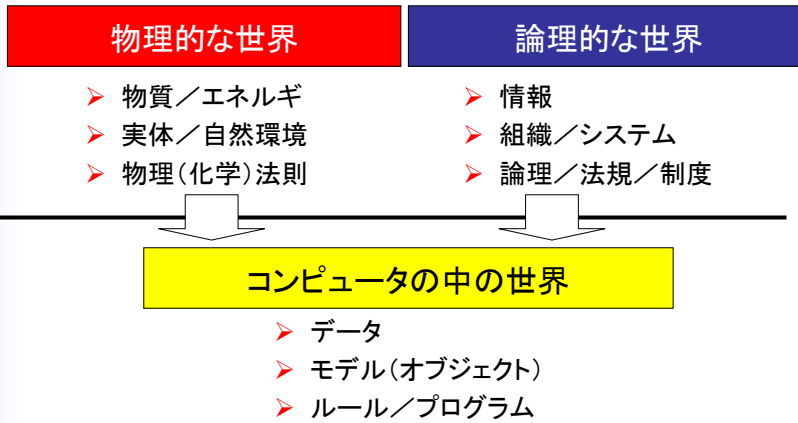 物理的な世界
論理的な世界
➢ 物質／エネルギ
➢ 実体／自然環境
➢ 物理(化学)法則
➢ 情報
➢ 組織／システム
➢ 論理／法規／制度
コンピュータの中の世界
➢ データ
➢ モデル(オブジェクト)
➢ ルール／プログラム